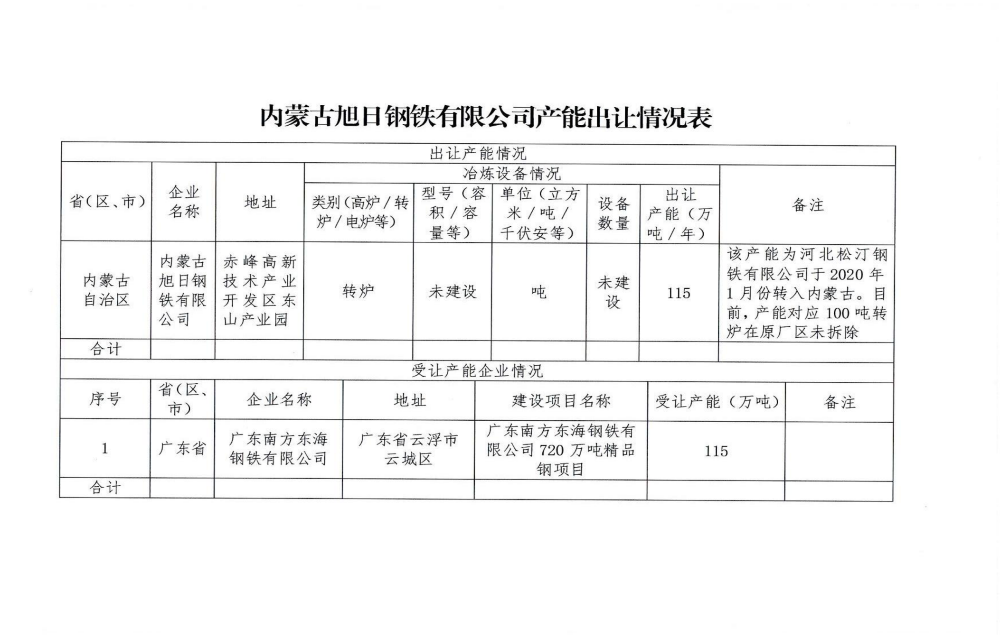 内蒙古旭日钢铁有限公司产能出让情况表
出让产能情况
省(区、市)
企业
名称
地址
冶炼设备情况
类别(高炉/转
炉/电炉等)
型号(容
积/容
量等)
单位(立方
米/吨/
千伏安等)
设备
数量
出让
产能(万
吨/年)
备注
内蒙古
自治区
内蒙古
旭日钢
铁有限
公司
赤峰高新
技术产业
开发区东
山产业园
转炉
未建设
吨
未建
设
115
该产能为河北松汀钢
铁有限公司于2020年
1月份转入内蒙古。目
前,产能对应100吨转
炉在原厂区未拆除
合计
受让产能企业情况
序号
省(区、
市)
企业名称
地址
建设项目名称
受让产能(万吨)
备注
1
广东省
广东南方东海
钢铁有限公司
广东省云浮市
云城区
广东南方东海钢铁有
限公司720万吨精品
钢项目
115
合计